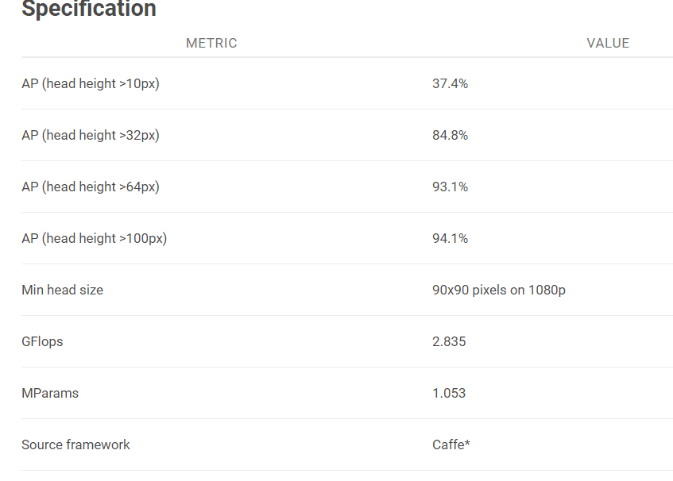 Specification
METRIC VALUE
AP (head height >10px) 37.4%
AP (head height >32px) 84.8%
AP (head height >64px) 93.1%
AP (head height >100px) 94.1%
Min head size 90x90 pixels on 1080p
GFlops 2.835
MParams 1.053
Source framework Caffe*